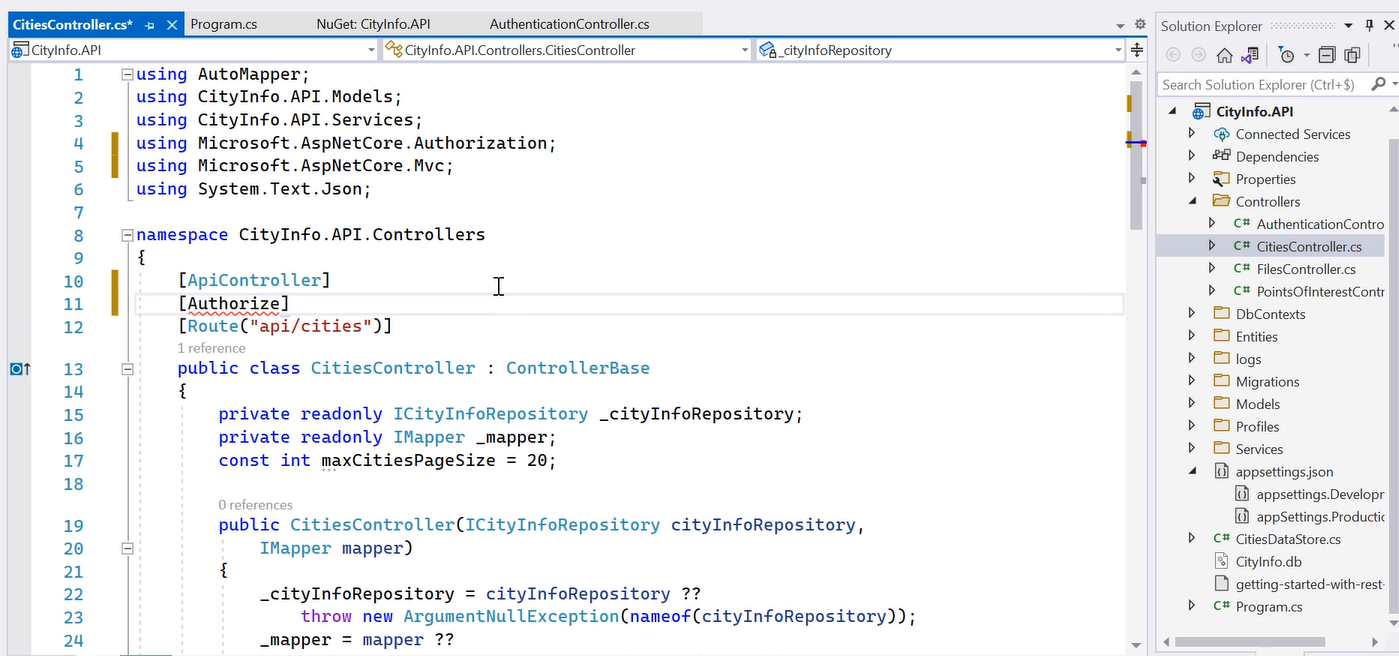 CitiesController.cs* Program.cs NuGet: CityInfo.API AuthenticationController.cs
CityInfo.API CityInfo.API.Controllers.CitiesController _cityInfoRepository
1 using AutoMapper;
2 using CityInfo.API.Models;
3 using CityInfo.API.Services;
4 using Microsoft.AspNetCore.Authorization;
5 using Microsoft.AspNetCore.Mvc;
6 using System.Text.Json;
7
8 namespace CityInfo.API.Controllers
9 {
10 [ApiController]
11 [Authorize]
12 [Route("api/cities")]
1 reference
13 public class CitiesController : ControllerBase
14 {
15 private readonly ICityInfoRepository _cityInfoRepository;
16 private readonly IMapper _mapper;
17 const int maxCitiesPageSize = 20;
18
0 references
19 public CitiesController(ICityInfoRepository cityInfoRepository,
20 IMapper mapper)
21 {
22 _cityInfoRepository = cityInfoRepository ??
23 throw new ArgumentNullException(nameof(cityInfoRepository));
24 _mapper = mapper ??
Solution Explorer
Search Solution Explorer (Ctrl+$)
CityInfo.API
Connected Services
Dependencies
Properties
Controllers
C# AuthenticationContro
C# CitiesController.cs
C# FilesController.cs
C# PointsOfInterestContr
DbContexts
Entities
logs
Migrations
Models
Profiles
Services
appsettings.json
appsettings.Developr
appSettings.Productic
C# CitiesDataStore.cs
CityInfo.db
getting-started-with-rest-
C# Program.cs